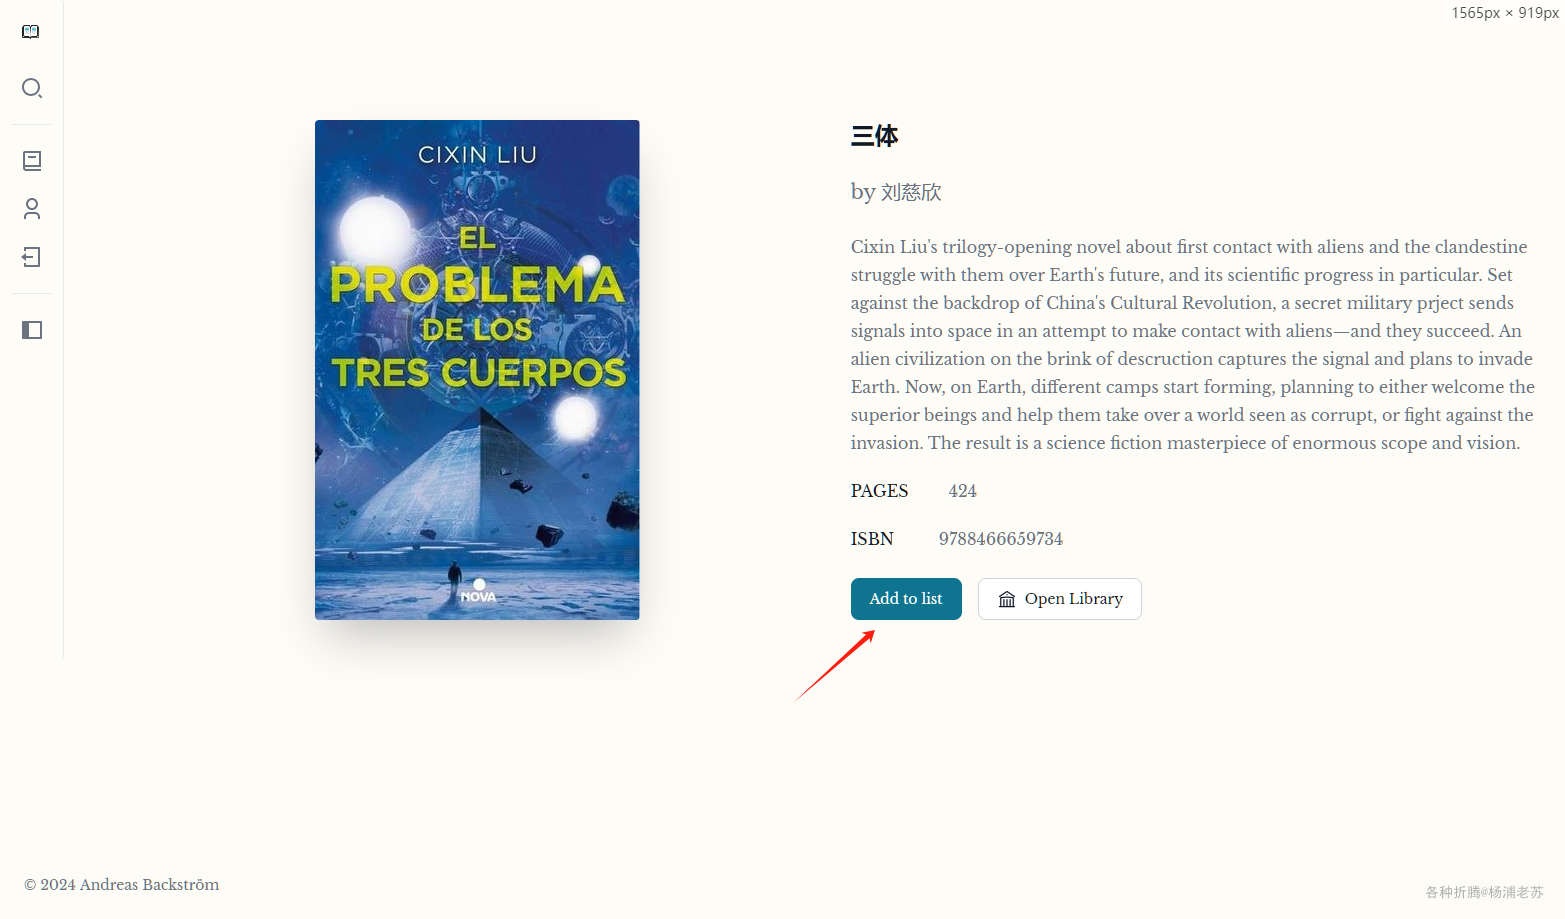 1565px × 919px
CIXIN LIU
EL
PROBLEMA
DE LOS
TRES CUERPOS
NOVA
三体
by 刘慈欣
Cixin Liu's trilogy-opening novel about first contact with aliens and the clandestine
struggle with them over Earth's future, and its scientific progress in particular. Set
against the backdrop of China's Cultural Revolution, a secret military prject sends
signals into space in an attempt to make contact with aliens—and they succeed. An
alien civilization on the brink of descruction captures the signal and plans to invade
Earth. Now, on Earth, different camps start forming, planning to either welcome the
superior beings and help them take over a world seen as corrupt, or fight against the
invasion. The result is a science fiction masterpiece of enormous scope and vision.
PAGES 424
ISBN 9788466659734
Add to list Open Library
© 2024 Andreas Backström
各种折腾@杨浦老苏